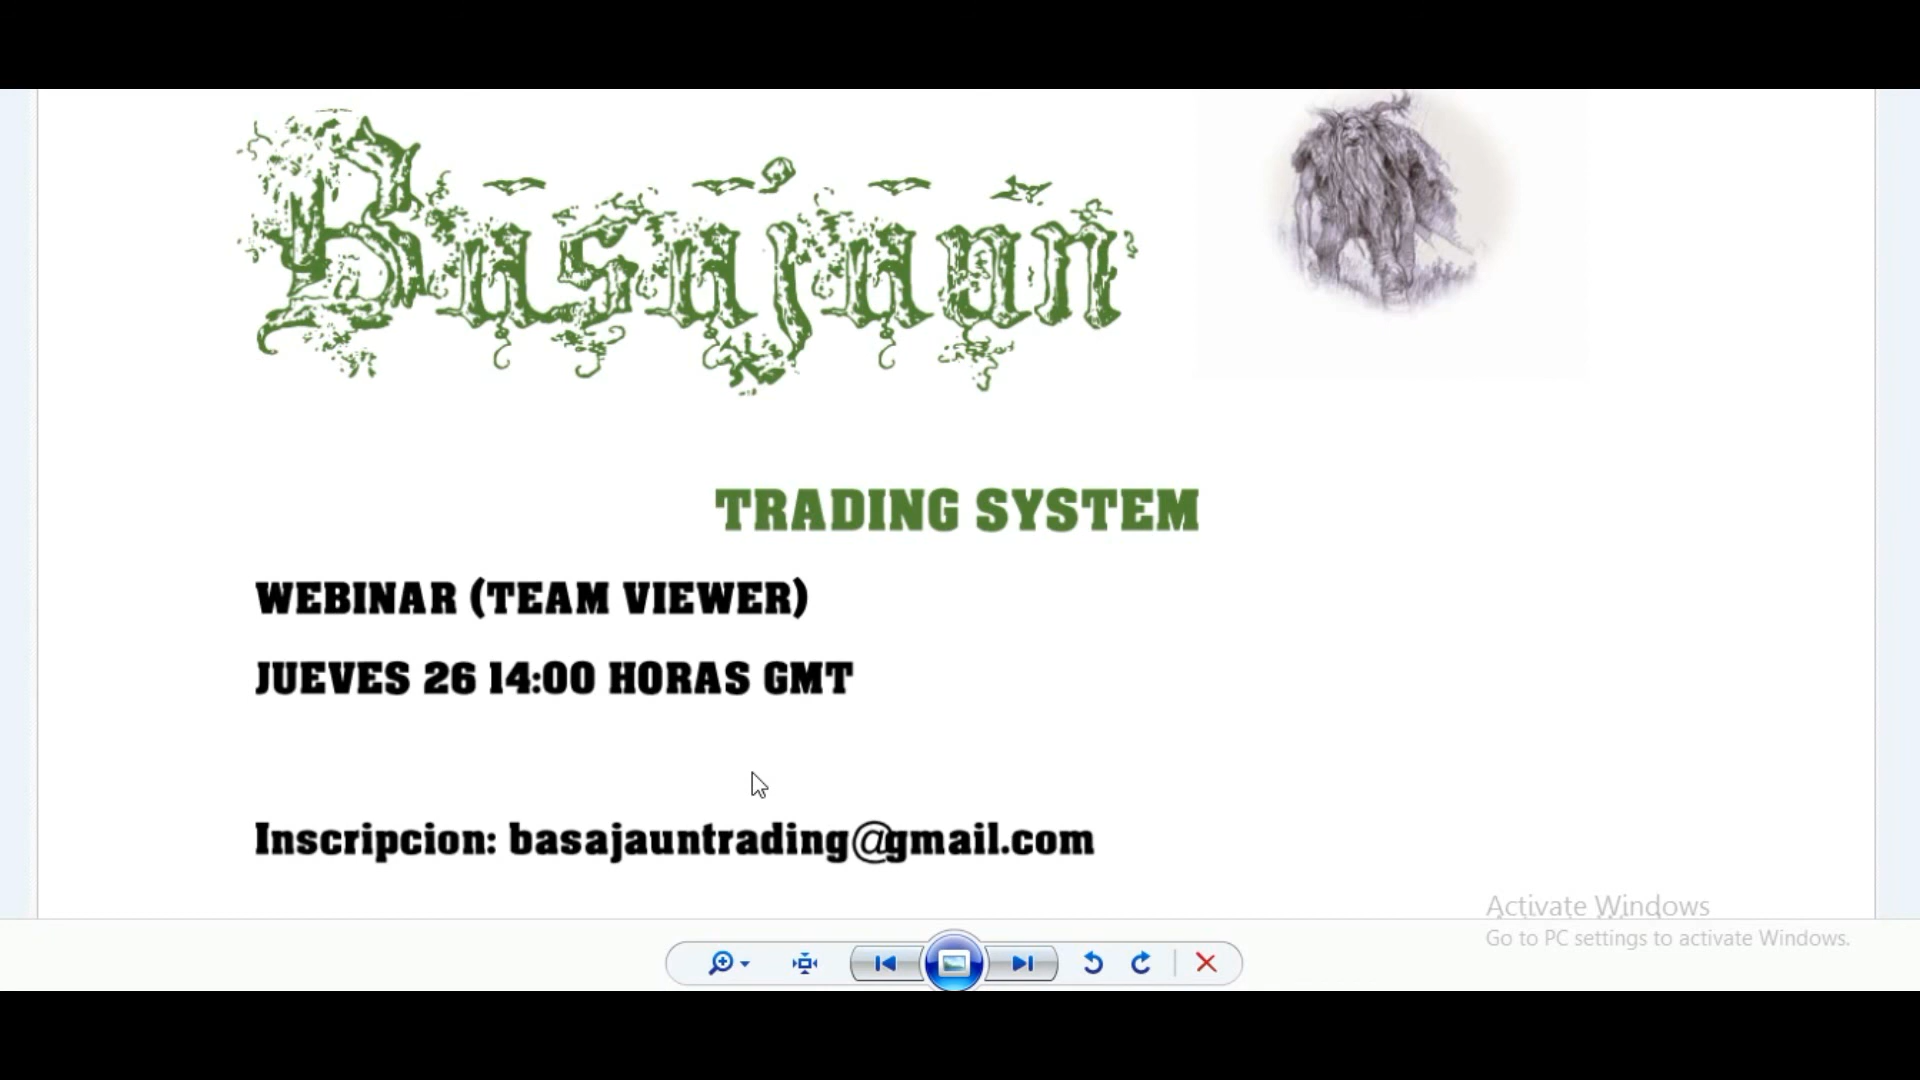 Basajaun
TRADING SYSTEM
WEBINAR (TEAM VIEWER)
JUEVES 26 14:00 HORAS GMT
Inscripcion: basajauntrading@gmail.com
Activate Windows
Go to PC settings to activate Windows.